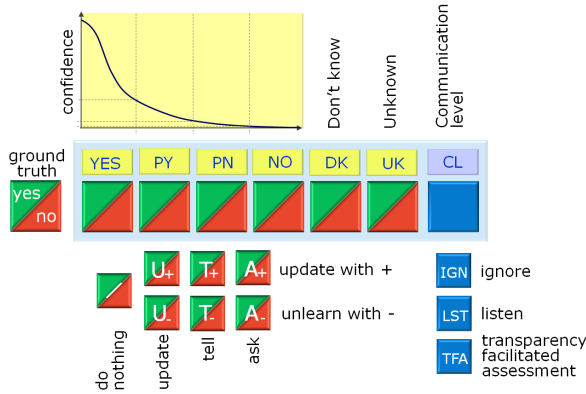 confidence
Don't know
Unknown
Communication
level
ground
truth
yes
no
YES
PY
PN
NO
DK
UK
CL
U+
T+
A+
update with +
U-
T-
A-
unlearn with -
do
nothing
update
tell
ask
IGN
ignore
LST
listen
TFA
transparency
facilitated
assessment